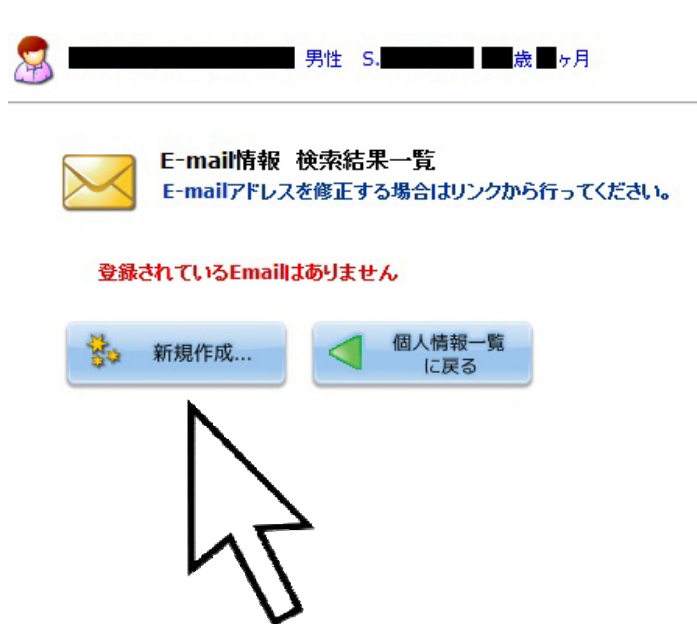 男性 S. 歳 ヶ月
E-mail情報 検索結果一覧
E-mailアドレスを修正する場合はリンクから行ってください。
登録されているEmailはありません
新規作成...
個人情報一覧
に戻る